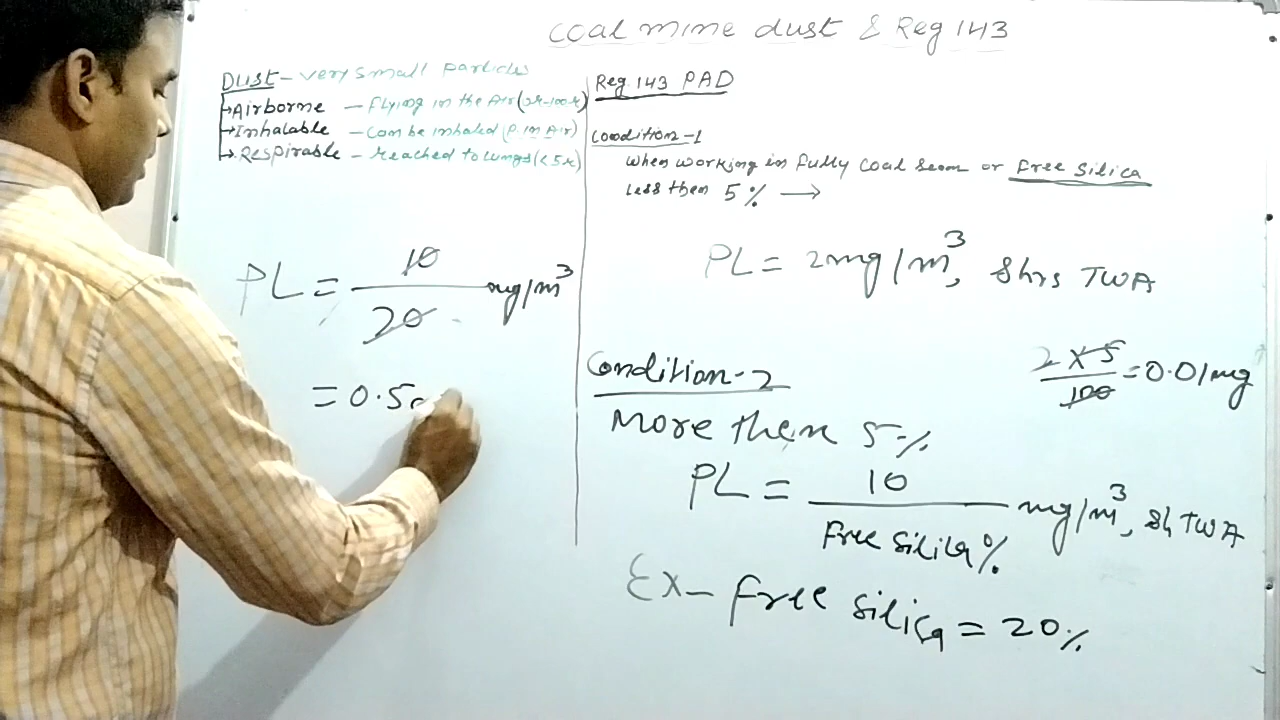 coal mine dust & Reg 143
Dust - very small particles
Airborne - Flying in the Air
Inhalable - Can be inhaled (P. in Air)
Respirable - reached to lungs
PL = 10/20 mg/m³
= 0.5
Reg 143 PAD
Condition-1
when working in fully coal seam or free silica
less then 5% →
PL = 2mg/m³, 8hrs TWA
Condition-2
2 x 5/100 = 0.01mg
More then 5%
PL = 10/Free silica% mg/m³, 8h TWA
Ex- free silica = 20%